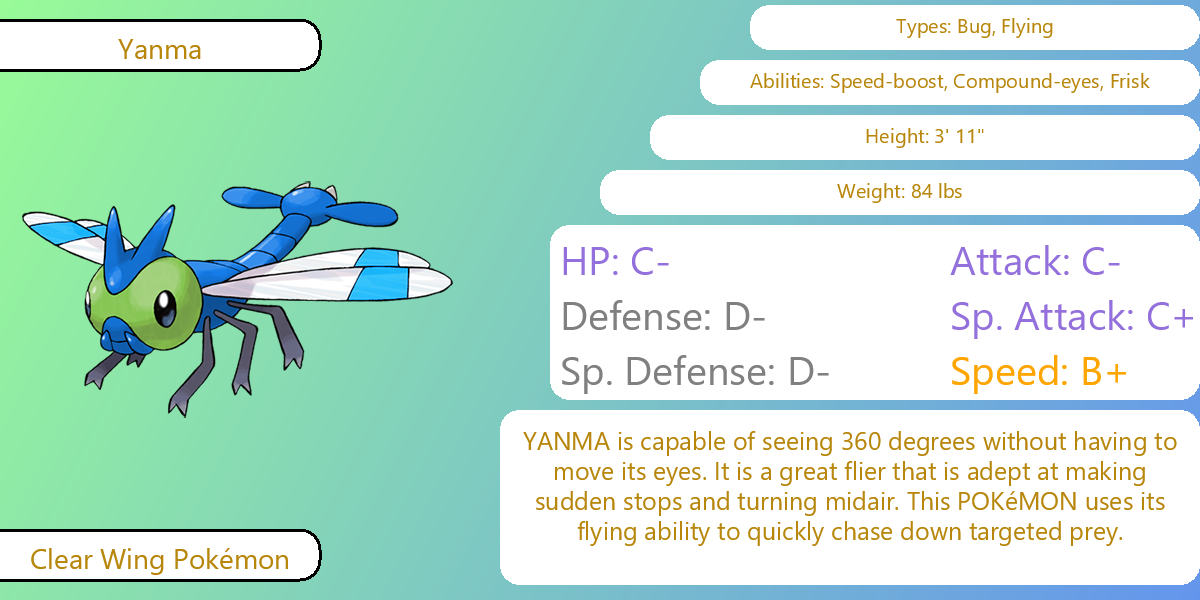 Yanma
Types: Bug, Flying
Abilities: Speed-boost, Compound-eyes, Frisk
Height: 3' 11"
Weight: 84 lbs
HP: C-
Attack: C-
Defense: D-
Sp. Attack: C+
Sp. Defense: D-
Speed: B+
YANMA is capable of seeing 360 degrees without having to
move its eyes. It is a great flier that is adept at making
sudden stops and turning midair. This POKéMON uses its
flying ability to quickly chase down targeted prey.
Clear Wing Pokémon